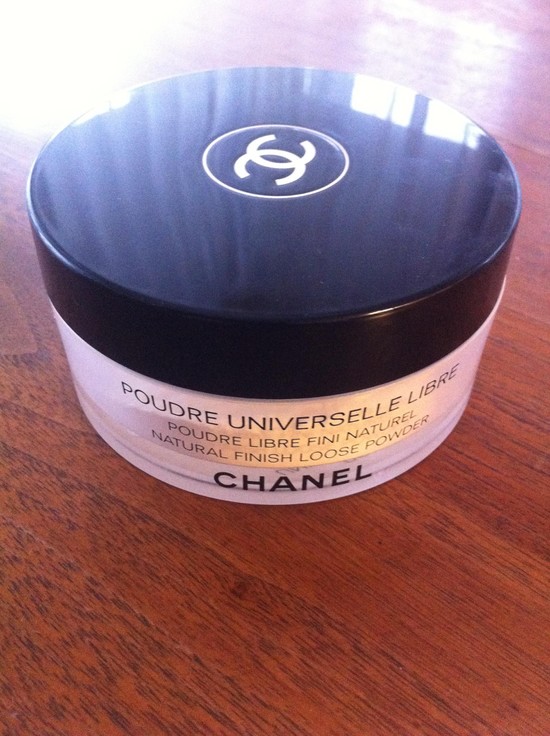 POUDRE UNIVERSELLE LIBRE
POUDRE LIBRE FINI NATUREL
NATURAL FINISH LOOSE POWDER
CHANEL